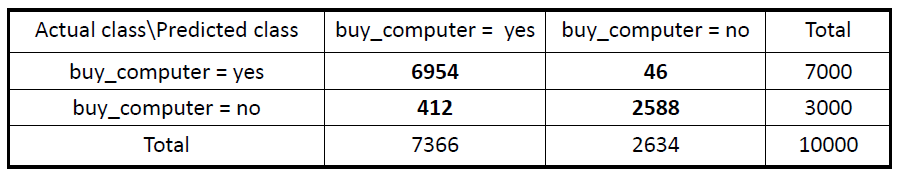 Actual class\Predicted class buy_computer = yes buy_computer = no Total
buy_computer = yes 6954 46 7000
buy_computer = no 412 2588 3000
Total 7366 2634 10000